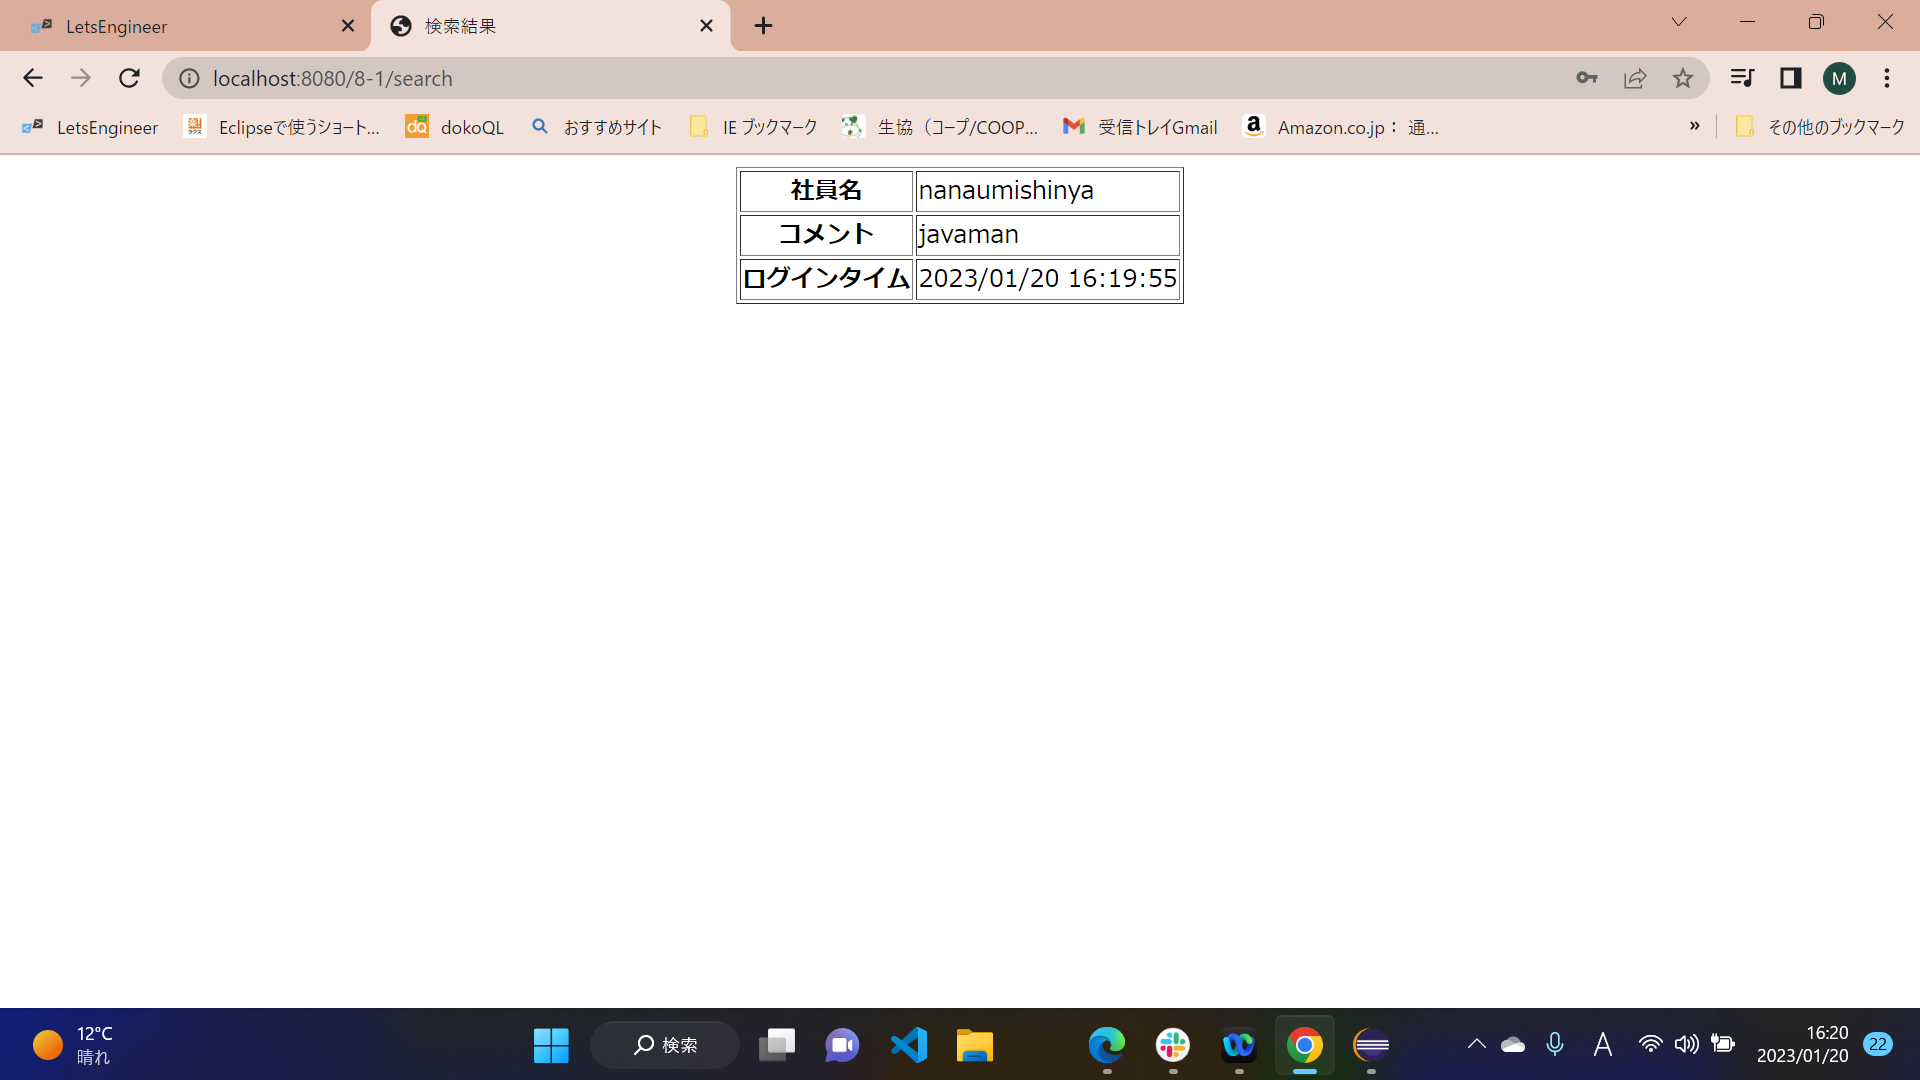 LetsEngineer
検索結果
localhost:8080/8-1/search
M
LetsEngineer
Eclipseで使うショート...
dokoQL
おすすめサイト
IE ブックマーク
生協（コープ/COOP...
受信トレイGmail
Amazon.co.jp： 通...
»
その他のブックマーク
社員名 nanaumishinya
コメント javaman
ログインタイム 2023/01/20 16:19:55
12°C
晴れ
検索
A
16:20
2023/01/20
22